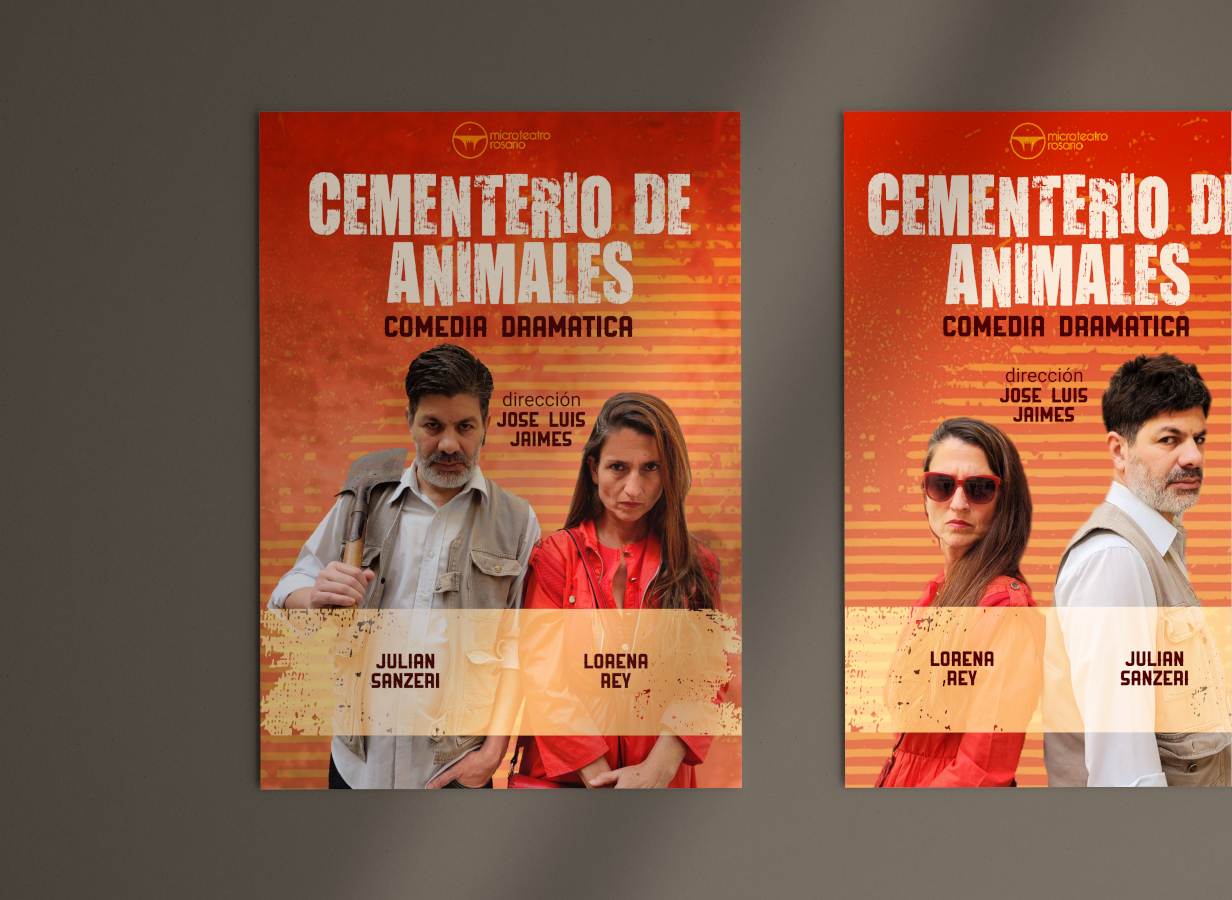 microteatro
rosario
CEMENTERIO DE
ANIMALES
COMEDIA DRAMATICA
dirección
JOSE LUIS
JAIMES
JULIAN
SANZERI
LORENA
REY
microteatro
rosario
CEMENTERIO DE
ANIMALES
COMEDIA DRAMATICA
dirección
JOSE LUIS
JAIMES
LORENA
REY
JULIAN
SANZERI